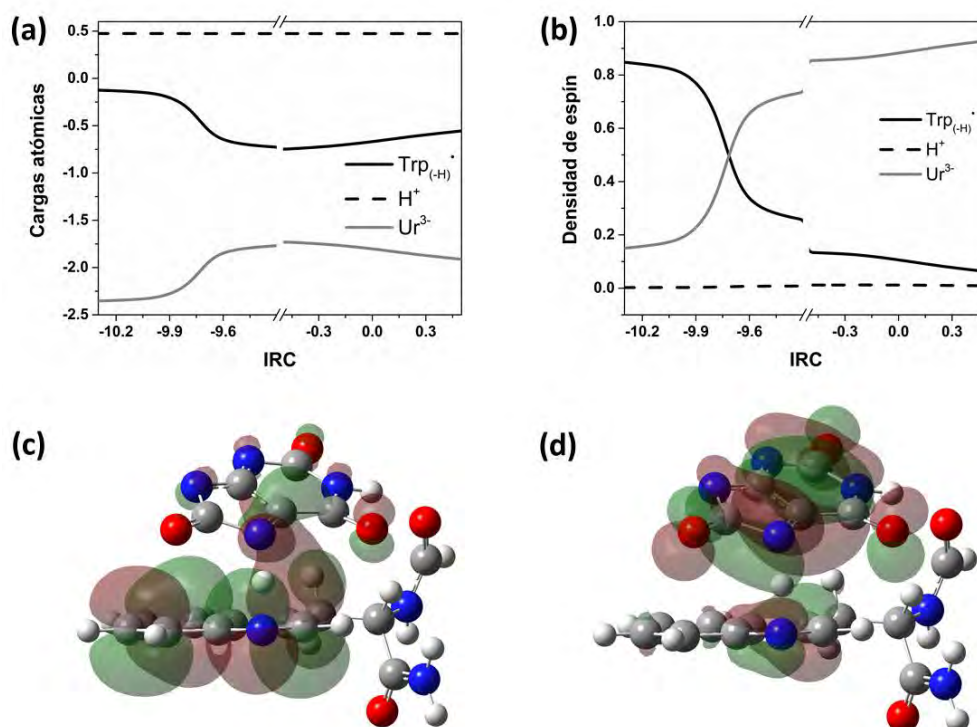 (a)
Cargas atómicas
0.5
0.0
-0.5
-1.0
-1.5
-2.0
-2.5
-10.2 -9.9 -9.6 -0.3 0.0 0.3
IRC
Trp(-H)•
H+
Ur3-
(b)
Densidad de espín
1.0
0.8
0.6
0.4
0.2
0.0
-10.2 -9.9 -9.6 -0.3 0.0 0.3
IRC
Trp(-H)•
H+
Ur3-
(c)
(d)